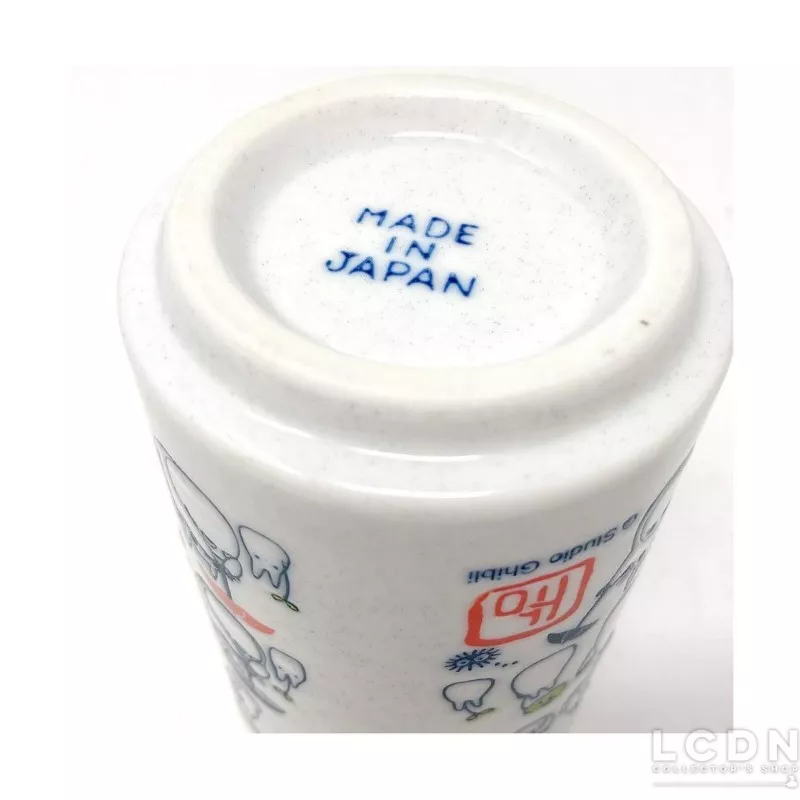 MADE
IN
JAPAN
© Studio Ghibli
LCDN
COLLECTOR'S SHOP